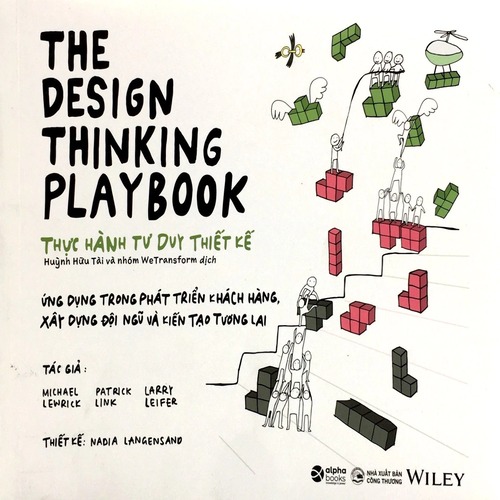 THE
DESIGN
THINKING
PLAYBOOK
THỰC HÀNH TƯ DUY THIẾT KẾ
Huỳnh Hữu Tài và nhóm WeTransform dịch
ỨNG DỤNG TRONG PHÁT TRIỂN KHÁCH HÀNG,
XÂY DỰNG ĐỘI NGŨ VÀ KIẾN TẠO TƯƠNG LAI
TÁC GIẢ:
MICHAEL LEWRICK
PATRICK LINK
LARRY LEIFER
THIẾT KẾ: NADIA LANGENSAND
alpha books
NHÀ XUẤT BẢN
CÔNG THƯƠNG
WILEY